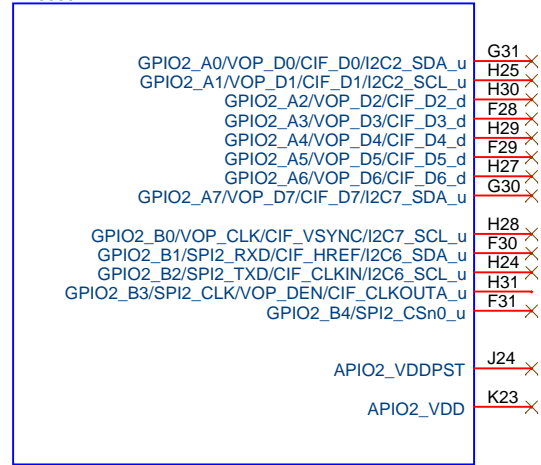 GPIO2_A0/VOP_D0/CIF_D0/I2C2_SDA_u G31
GPIO2_A1/VOP_D1/CIF_D1/I2C2_SCL_u H25
GPIO2_A2/VOP_D2/CIF_D2_d H30
GPIO2_A3/VOP_D3/CIF_D3_d F28
GPIO2_A4/VOP_D4/CIF_D4_d H29
GPIO2_A5/VOP_D5/CIF_D5_d F29
GPIO2_A6/VOP_D6/CIF_D6_d H27
GPIO2_A7/VOP_D7/CIF_D7/I2C7_SDA_u G30
GPIO2_B0/VOP_CLK/CIF_VSYNC/I2C7_SCL_u H28
GPIO2_B1/SPI2_RXD/CIF_HREF/I2C6_SDA_u F30
GPIO2_B2/SPI2_TXD/CIF_CLKIN/I2C6_SCL_u H24
GPIO2_B3/SPI2_CLK/VOP_DEN/CIF_CLKOUTA_u H31
GPIO2_B4/SPI2_CSn0_u F31
APIO2_VDDPST J24
APIO2_VDD K23